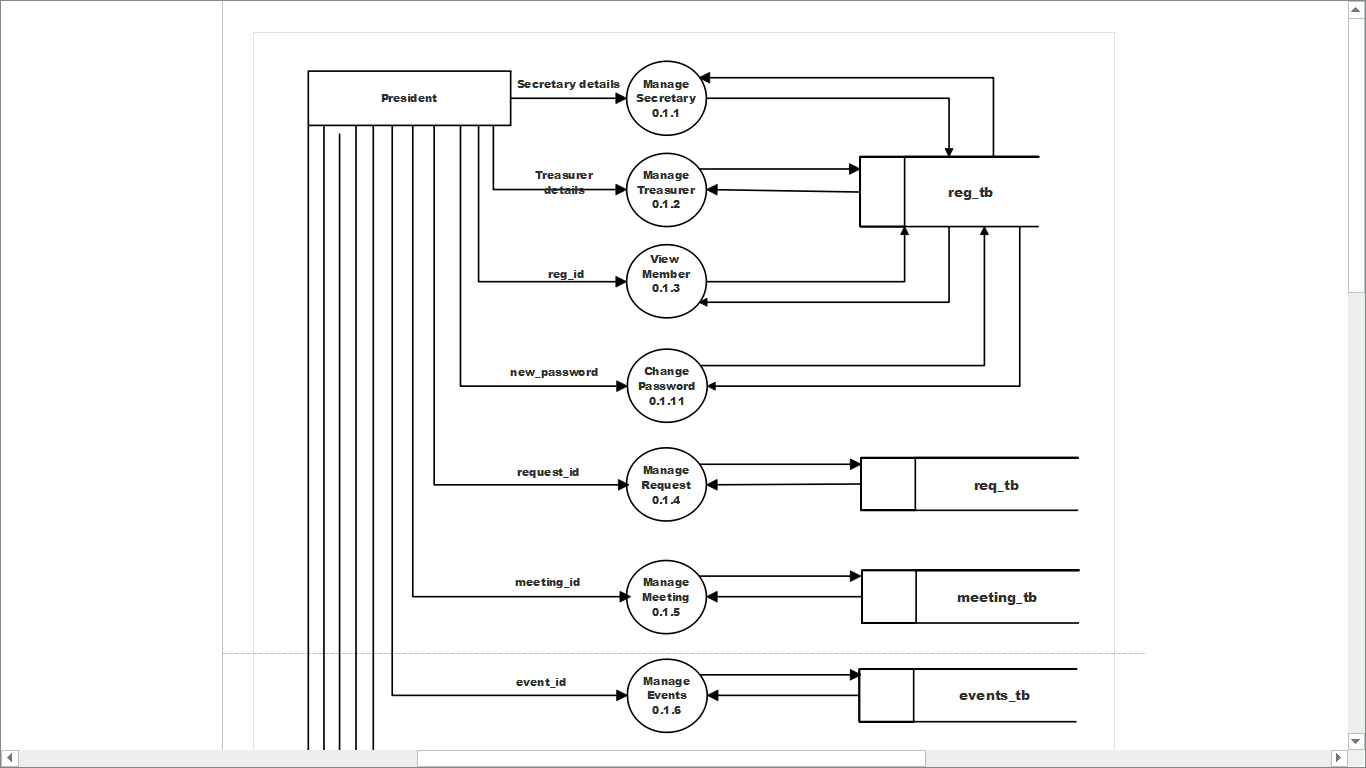 President
Secretary details
Manage
Secretary
0.1.1
Treasurer
details
Manage
Treasurer
0.1.2
reg_tb
reg_id
View
Member
0.1.3
new_password
Change
Password
0.1.11
request_id
Manage
Request
0.1.4
req_tb
meeting_id
Manage
Meeting
0.1.5
meeting_tb
event_id
Manage
Events
0.1.6
events_tb